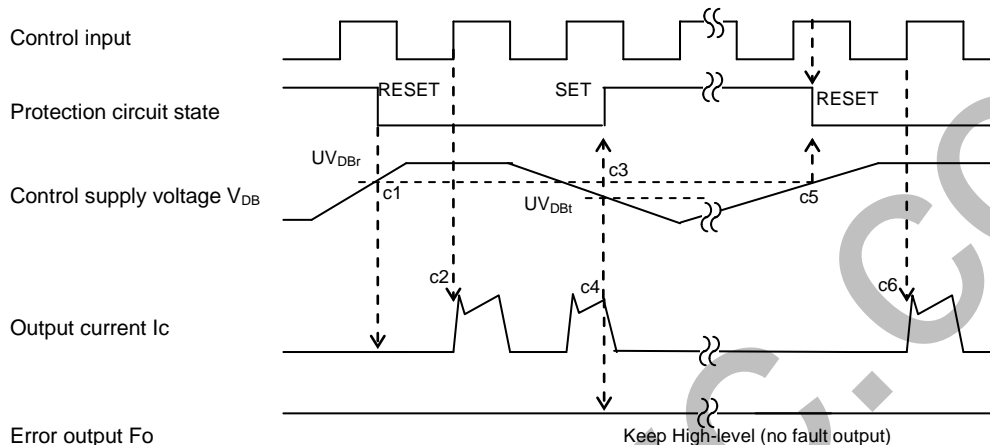 Control input
RESET
SET
RESET
Protection circuit state
UVDBr
c1
c3
c5
Control supply voltage VDB
UVDBt
c2
c4
c6
Output current Ic
Error output Fo
Keep High-level (no fault output)